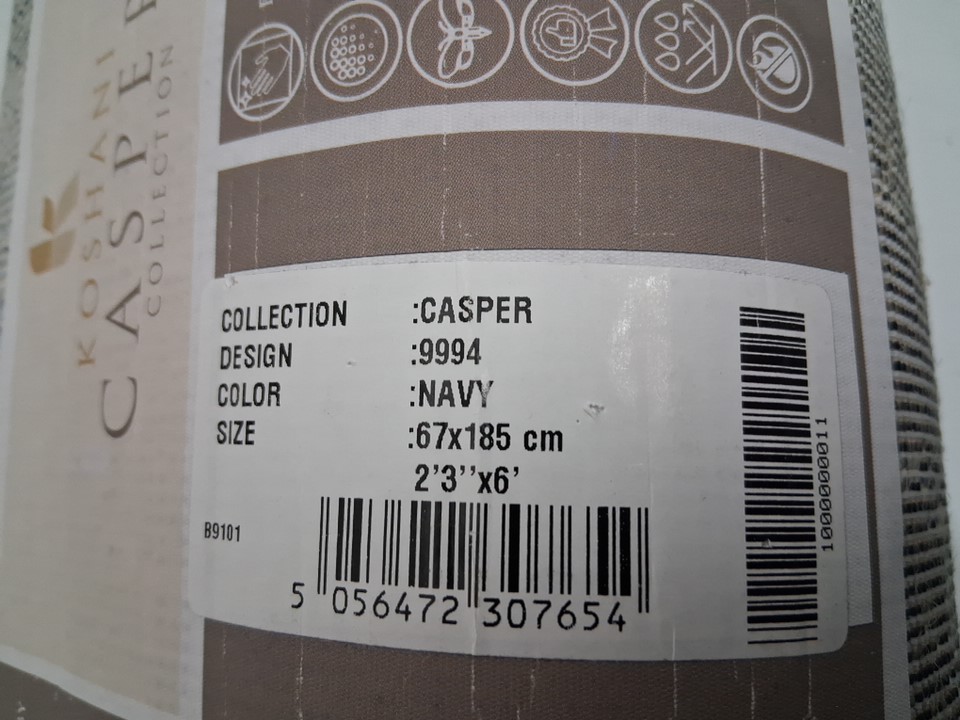 KOSHANI
CASPER
COLLECTION
COLLECTION :CASPER
DESIGN :9994
COLOR :NAVY
SIZE :67x185 cm
2'3''x6'
B9101
5 056472 307654
1000000011